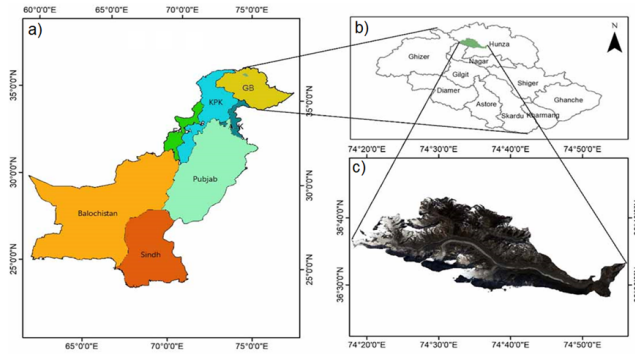 60°0'0"E 65°0'0"E 70°0'0"E 75°0'0"E
a)
35°0'0"N
30°0'0"N
25°0'0"N
35°0'0"N
30°0'0"N
25°0'0"N
65°0'0"E 70°0'0"E 75°0'0"E
GB
KPK
Pubjab
Balochistan
Sindh
b)
N
Hunza
Ghizer
Nagar
Gilgit
Shiger
Diamer
Astore
Ghanche
Skardu
Kharmang
74°20'0"E 74°30'0"E 74°40'0"E 74°50'0"E
c)
36°40'0"N
36°30'0"N
74°20'0"E 74°30'0"E 74°40'0"E 74°50'0"E